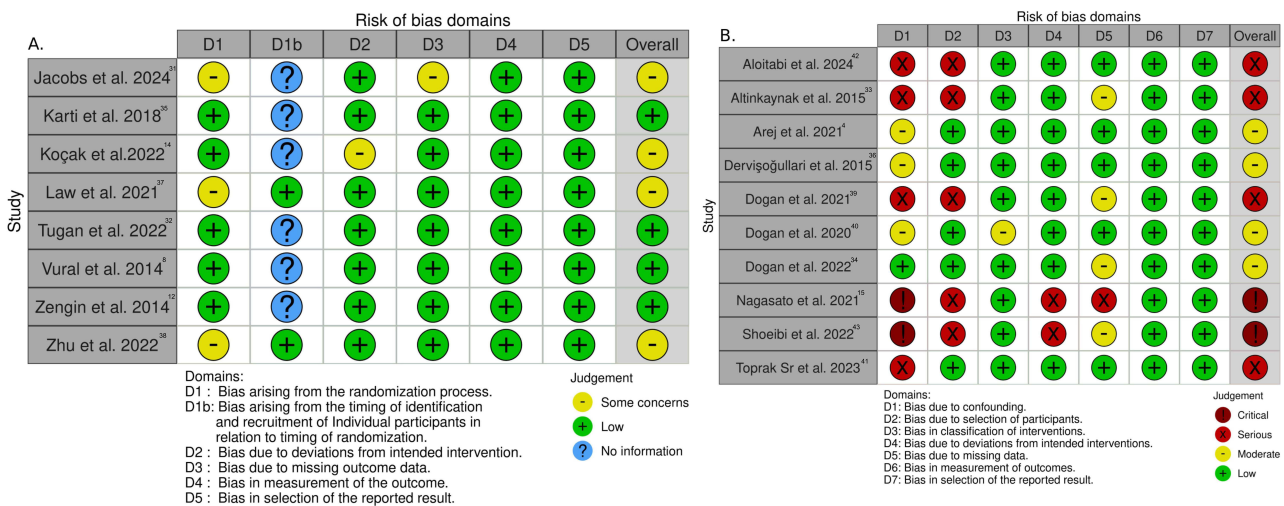 A.
Risk of bias domains
D1 D1b D2 D3 D4 D5 Overall
Study
Jacobs et al. 2024³¹ - ? + - + + -
Karti et al. 2018³⁵ + ? + + + + +
Koçak et al.2022¹⁴ + ? - + + + -
Law et al. 2021³⁷ - + + + + + -
Tugan et al. 2022³² + ? + + + + +
Vural et al. 2014⁸ + ? + + + + +
Zengin et al. 2014¹² + ? + + + + +
Zhu et al. 2022³⁸ - + + + + + -
Domains:
D1 : Bias arising from the randomization process.
D1b: Bias arising from the timing of identification
and recruitment of Individual participants in
relation to timing of randomization.
D2 : Bias due to deviations from intended intervention.
D3 : Bias due to missing outcome data.
D4 : Bias in measurement of the outcome.
D5 : Bias in selection of the reported result.
Judgement
- Some concerns
+ Low
? No information
B.
Risk of bias domains
D1 D2 D3 D4 D5 D6 D7 Overall
Study
Aloitabi et al. 2024⁴² X X + + + + + X
Altinkaynak et al. 2015³³ X X + + - + + X
Arej et al. 2021⁴ - + + + + + + -
Dervişoğullari et al. 2015³⁶ - + + + + + + -
Dogan et al. 2021³⁹ X X + + - + + X
Dogan et al. 2020⁴⁰ - + - + + + + -
Dogan et al. 2022³⁴ + + + + - + + -
Nagasato et al. 2021¹⁵ ! X + X X + + !
Shoeibi et al. 2022⁴³ ! X + X - + + !
Toprak Sr et al. 2023⁴¹ X + + + + + + X
Domains:
D1: Bias due to confounding.
D2: Bias due to selection of participants.
D3: Bias in classification of interventions.
D4: Bias due to deviations from intended interventions.
D5: Bias due to missing data.
D6: Bias in measurement of outcomes.
D7: Bias in selection of the reported result.
Judgement
! Critical
X Serious
- Moderate
+ Low